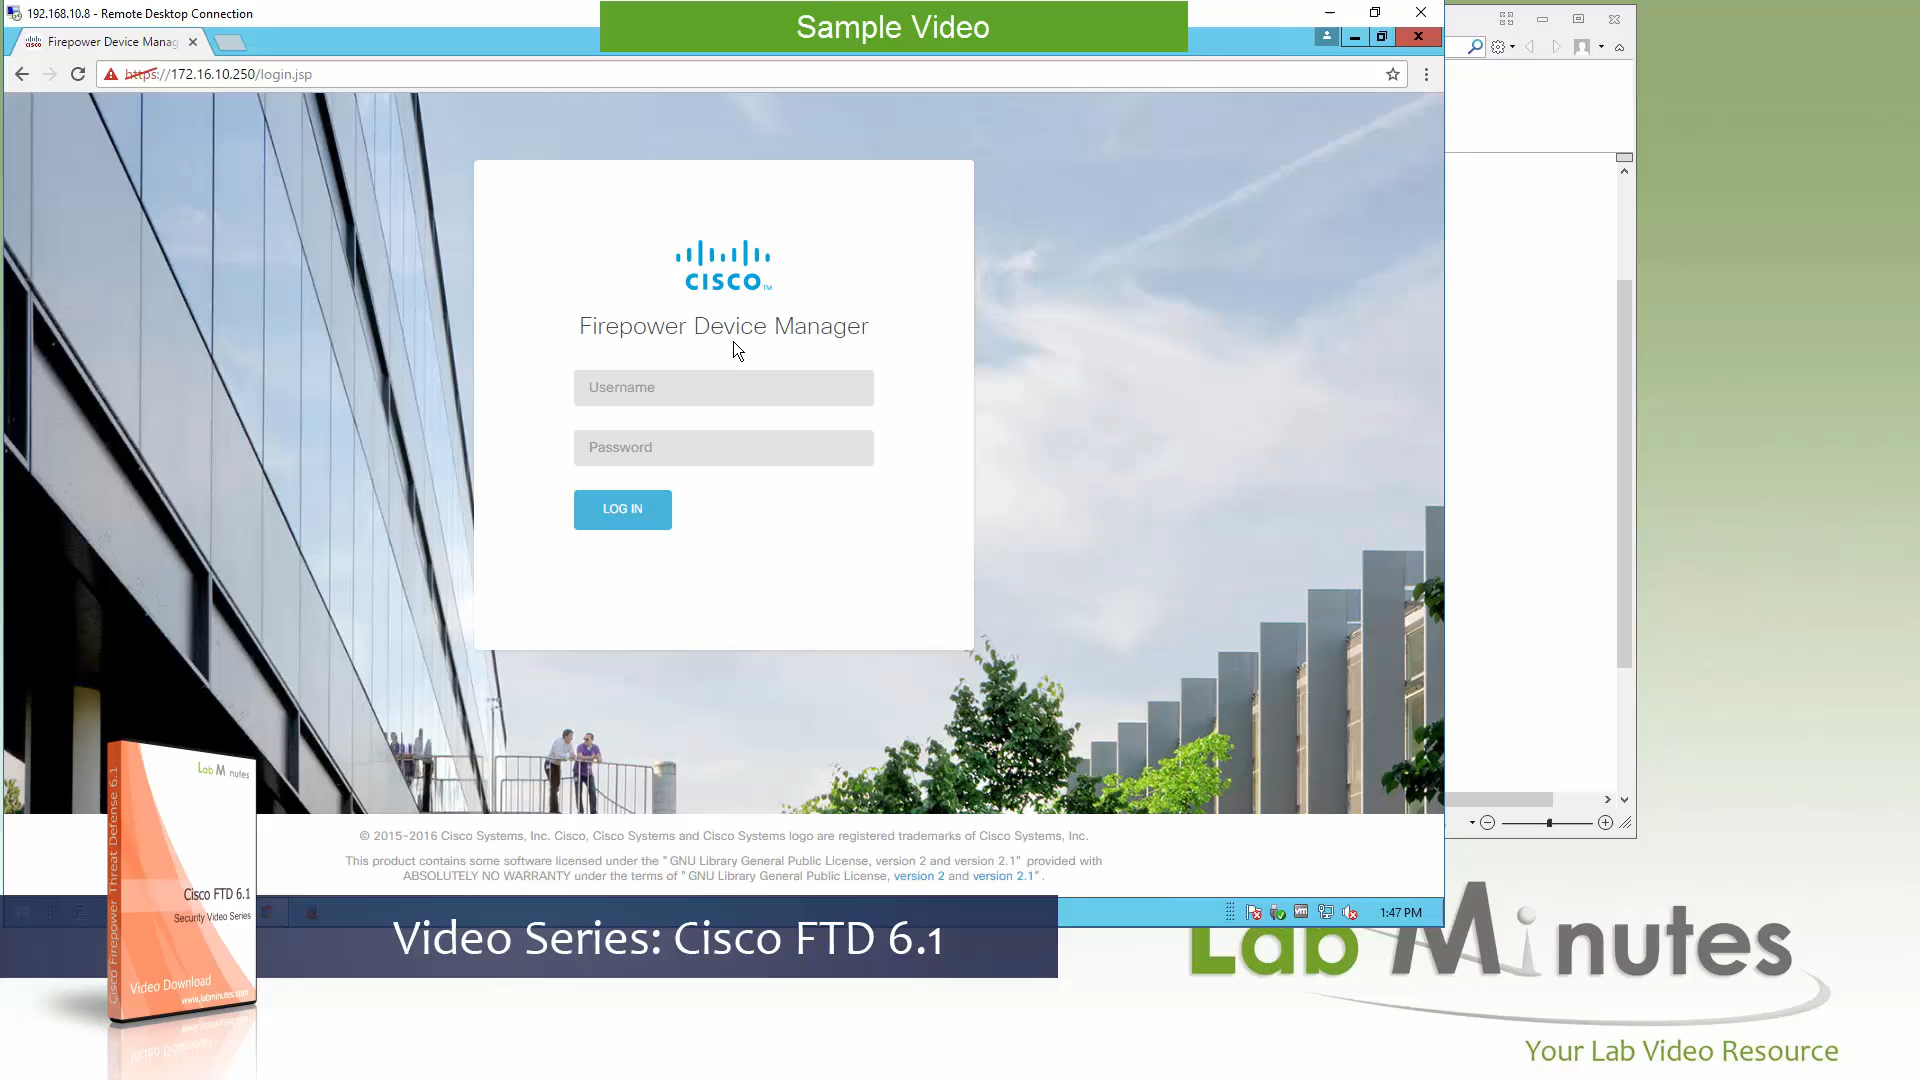 192.168.10.8 - Remote Desktop Connection
Sample Video
Firepower Device Manag
https://172.16.10.250/login.jsp
CISCO TM
Firepower Device Manager
Username
Password
LOG IN
© 2015-2016 Cisco Systems, Inc. Cisco, Cisco Systems and Cisco Systems logo are registered trademarks of Cisco Systems, Inc.
This product contains some software licensed under the "GNU Library General Public License, version 2 and version 2.1" provided with
ABSOLUTELY NO WARRANTY under the terms of "GNU Library General Public License, version 2 and version 2.1".
1:47 PM
Lab Minutes
Cisco Firepower Threat Defense 6.1
Cisco FTD 6.1
Security Video Series
Video Download
www.labminutes.com
Video Series: Cisco FTD 6.1
Lab Minutes
Your Lab Video Resource